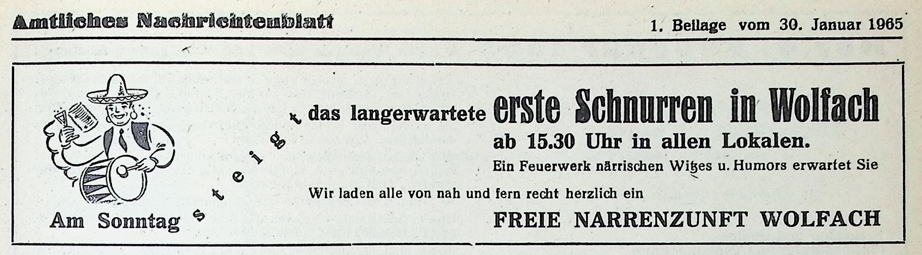 Amtliches Nachrichtenblatt
1. Beilage vom 30. Januar 1965
Am Sonntag
steigt
das langerwartete erste Schnurren in Wolfach
ab 15.30 Uhr in allen Lokalen.
Ein Feuerwerk närrischen Witzes u. Humors erwartet Sie
Wir laden alle von nah und fern recht herzlich ein
FREIE NARRENZUNFT WOLFACH